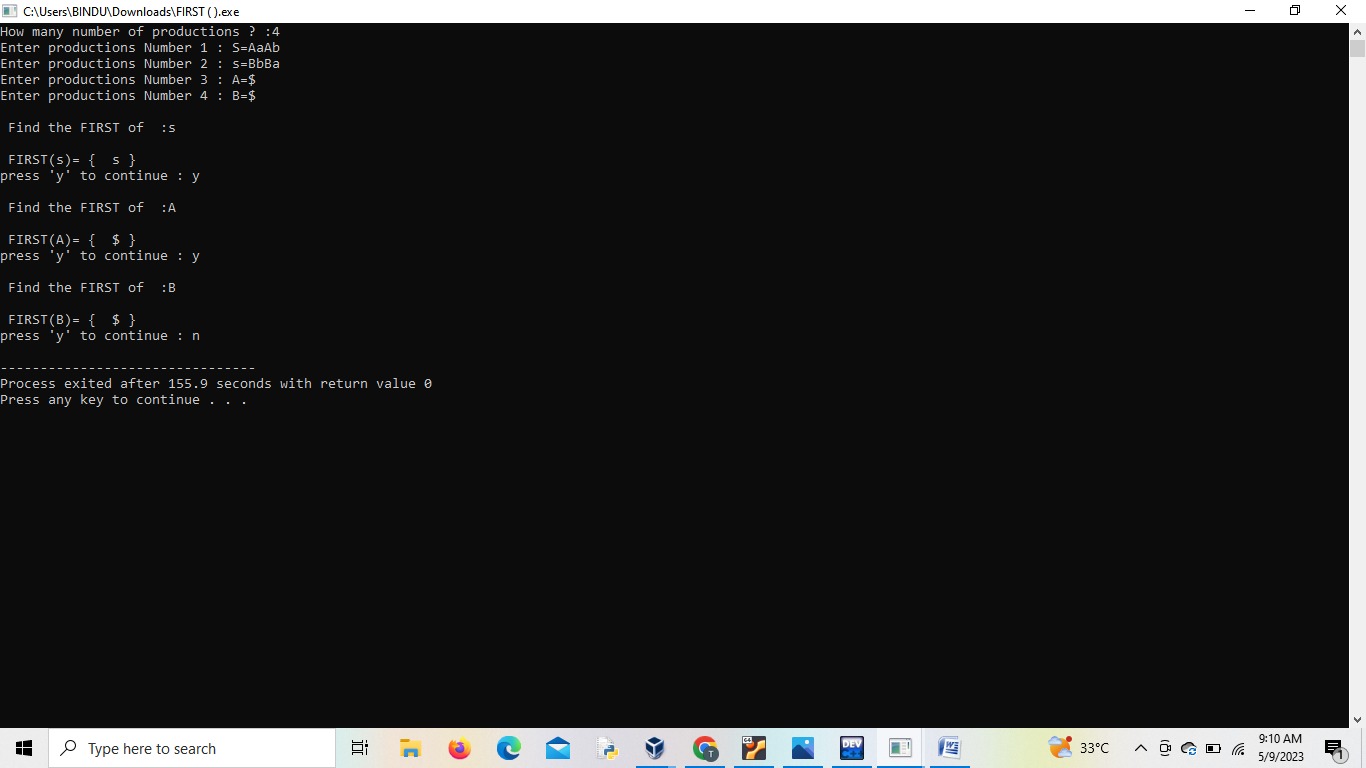 C:\Users\BINDU\Downloads\FIRST ( ).exe
How many number of productions ? :4
Enter productions Number 1 : S=AaAb
Enter productions Number 2 : s=BbBa
Enter productions Number 3 : A=$
Enter productions Number 4 : B=$
Find the FIRST of  :s
FIRST(s)= {  s }
press 'y' to continue : y
Find the FIRST of  :A
FIRST(A)= {  $ }
press 'y' to continue : y
Find the FIRST of  :B
FIRST(B)= {  $ }
press 'y' to continue : n
--------------------------------
Process exited after 155.9 seconds with return value 0
Press any key to continue . . .
Type here to search
64
T
DEV
W
33°C
9:10 AM
5/9/2023
1